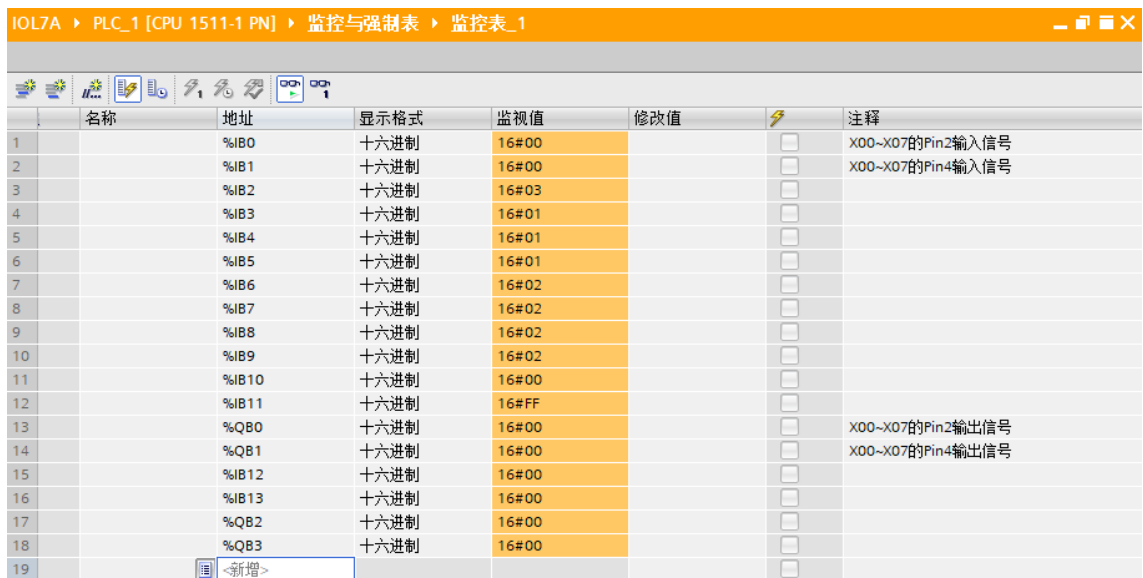 IOL7A ▸ PLC_1 [CPU 1511-1 PN] ▸ 监控与强制表 ▸ 监控表_1
名称 地址 显示格式 监视值 修改值 注释
1 %IB0 十六进制 16#00 X00~X07的Pin2输入信号
2 %IB1 十六进制 16#00 X00~X07的Pin4输入信号
3 %IB2 十六进制 16#03
4 %IB3 十六进制 16#01
5 %IB4 十六进制 16#01
6 %IB5 十六进制 16#01
7 %IB6 十六进制 16#02
8 %IB7 十六进制 16#02
9 %IB8 十六进制 16#02
10 %IB9 十六进制 16#02
11 %IB10 十六进制 16#00
12 %IB11 十六进制 16#FF
13 %QB0 十六进制 16#00 X00~X07的Pin2输出信号
14 %QB1 十六进制 16#00 X00~X07的Pin4输出信号
15 %IB12 十六进制 16#00
16 %IB13 十六进制 16#00
17 %QB2 十六进制 16#00
18 %QB3 十六进制 16#00
19 <新增>